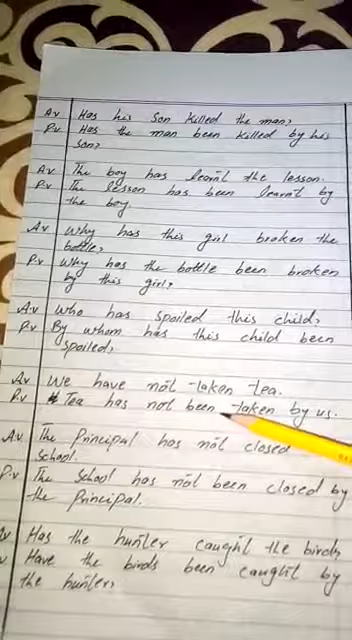 A.v Has his son killed the man?
P.v Has the man been killed by his
son?
A.v The boy has learnt the lesson.
P.v The lesson has been learnt by
the boy.
A.v Why has this girl broken the
bottle?
P.v Why has the bottle been broken
by this girl?
A.v Who has spoiled this child?
P.v By whom has this child been
spoiled?
A.v We have not taken tea.
P.v Tea has not been taken by us.
A.v The Principal has not closed
school.
P.v The School has not been closed by
the Principal.
Has the hunter caught the birds
Have the birds been caught by
the hunter?